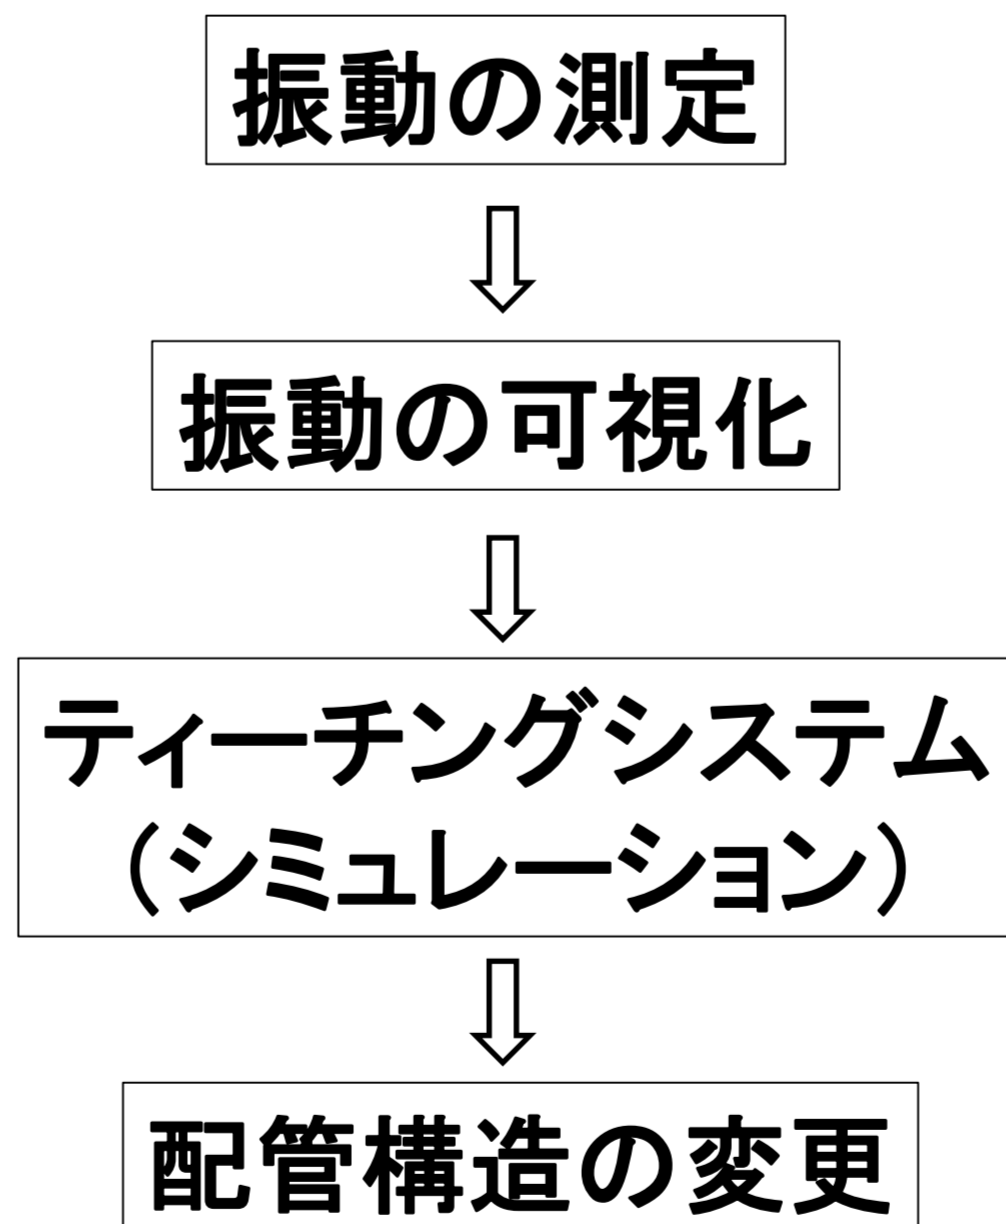 振動の測定
振動の可視化
ティーチングシステム
（シミュレーション）
配管構造の変更